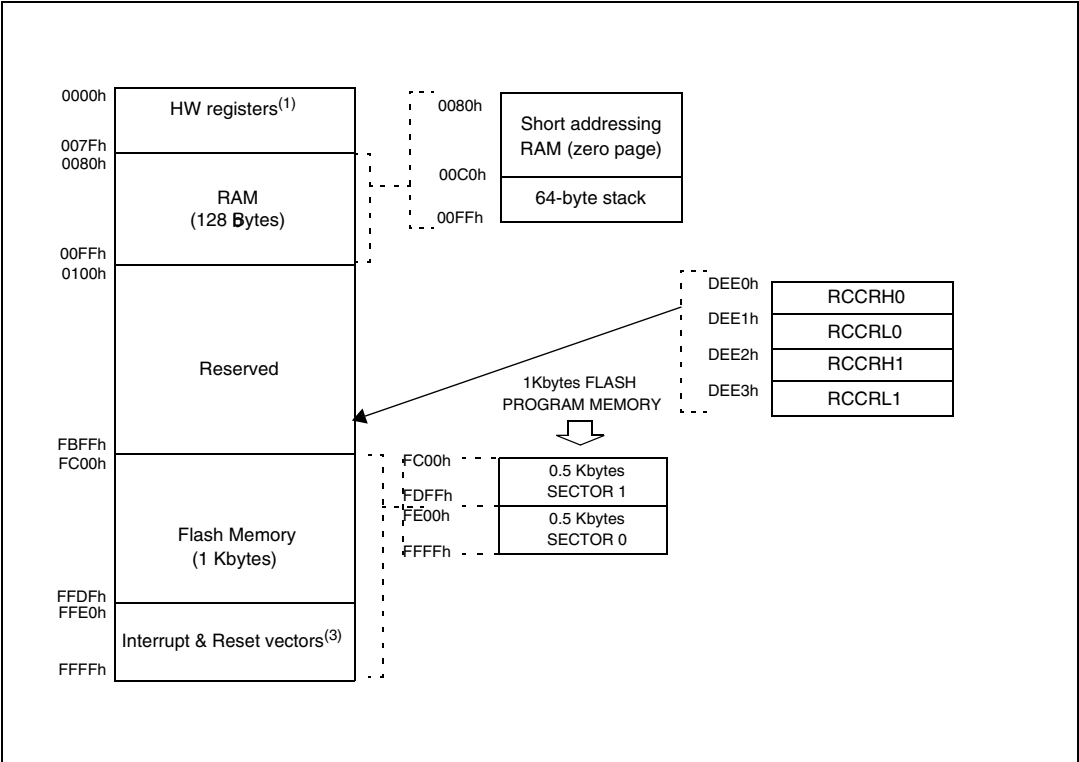 0000h
HW registers(1)
007Fh
0080h
RAM
(128 Bytes)
00FFh
0100h
Reserved
FBFFh
FC00h
Flash Memory
(1 Kbytes)
FFDFh
FFE0h
Interrupt & Reset vectors(3)
FFFFh
0080h
Short addressing
RAM (zero page)
00C0h
64-byte stack
00FFh
DEE0h
RCCRH0
DEE1h
RCCRL0
DEE2h
RCCRH1
DEE3h
RCCRL1
1Kbytes FLASH
PROGRAM MEMORY
FC00h
0.5 Kbytes
SECTOR 1
FDFFh
FE00h
0.5 Kbytes
SECTOR 0
FFFFh